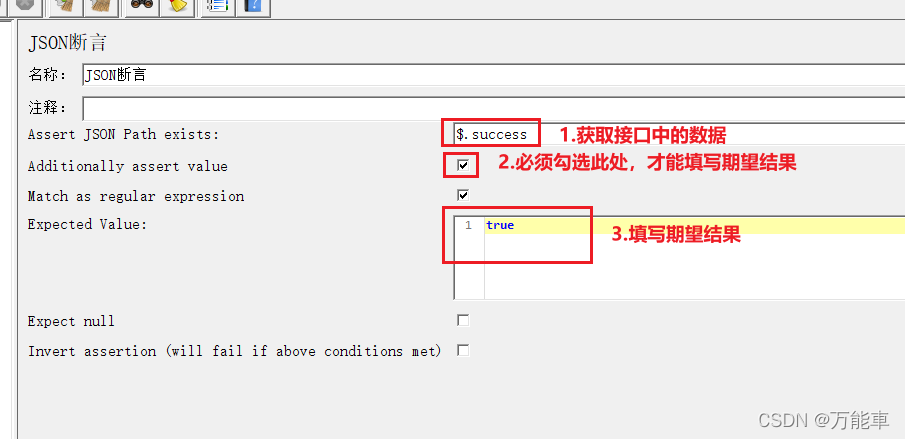 JSON断言
名称： JSON断言
注释：
Assert JSON Path exists: $.success 1.获取接口中的数据
Additionally assert value 2.必须勾选此处，才能填写期望结果
Match as regular expression
Expected Value: 1 true 3.填写期望结果
Expect null
Invert assertion (will fail if above conditions met)
CSDN @万能車